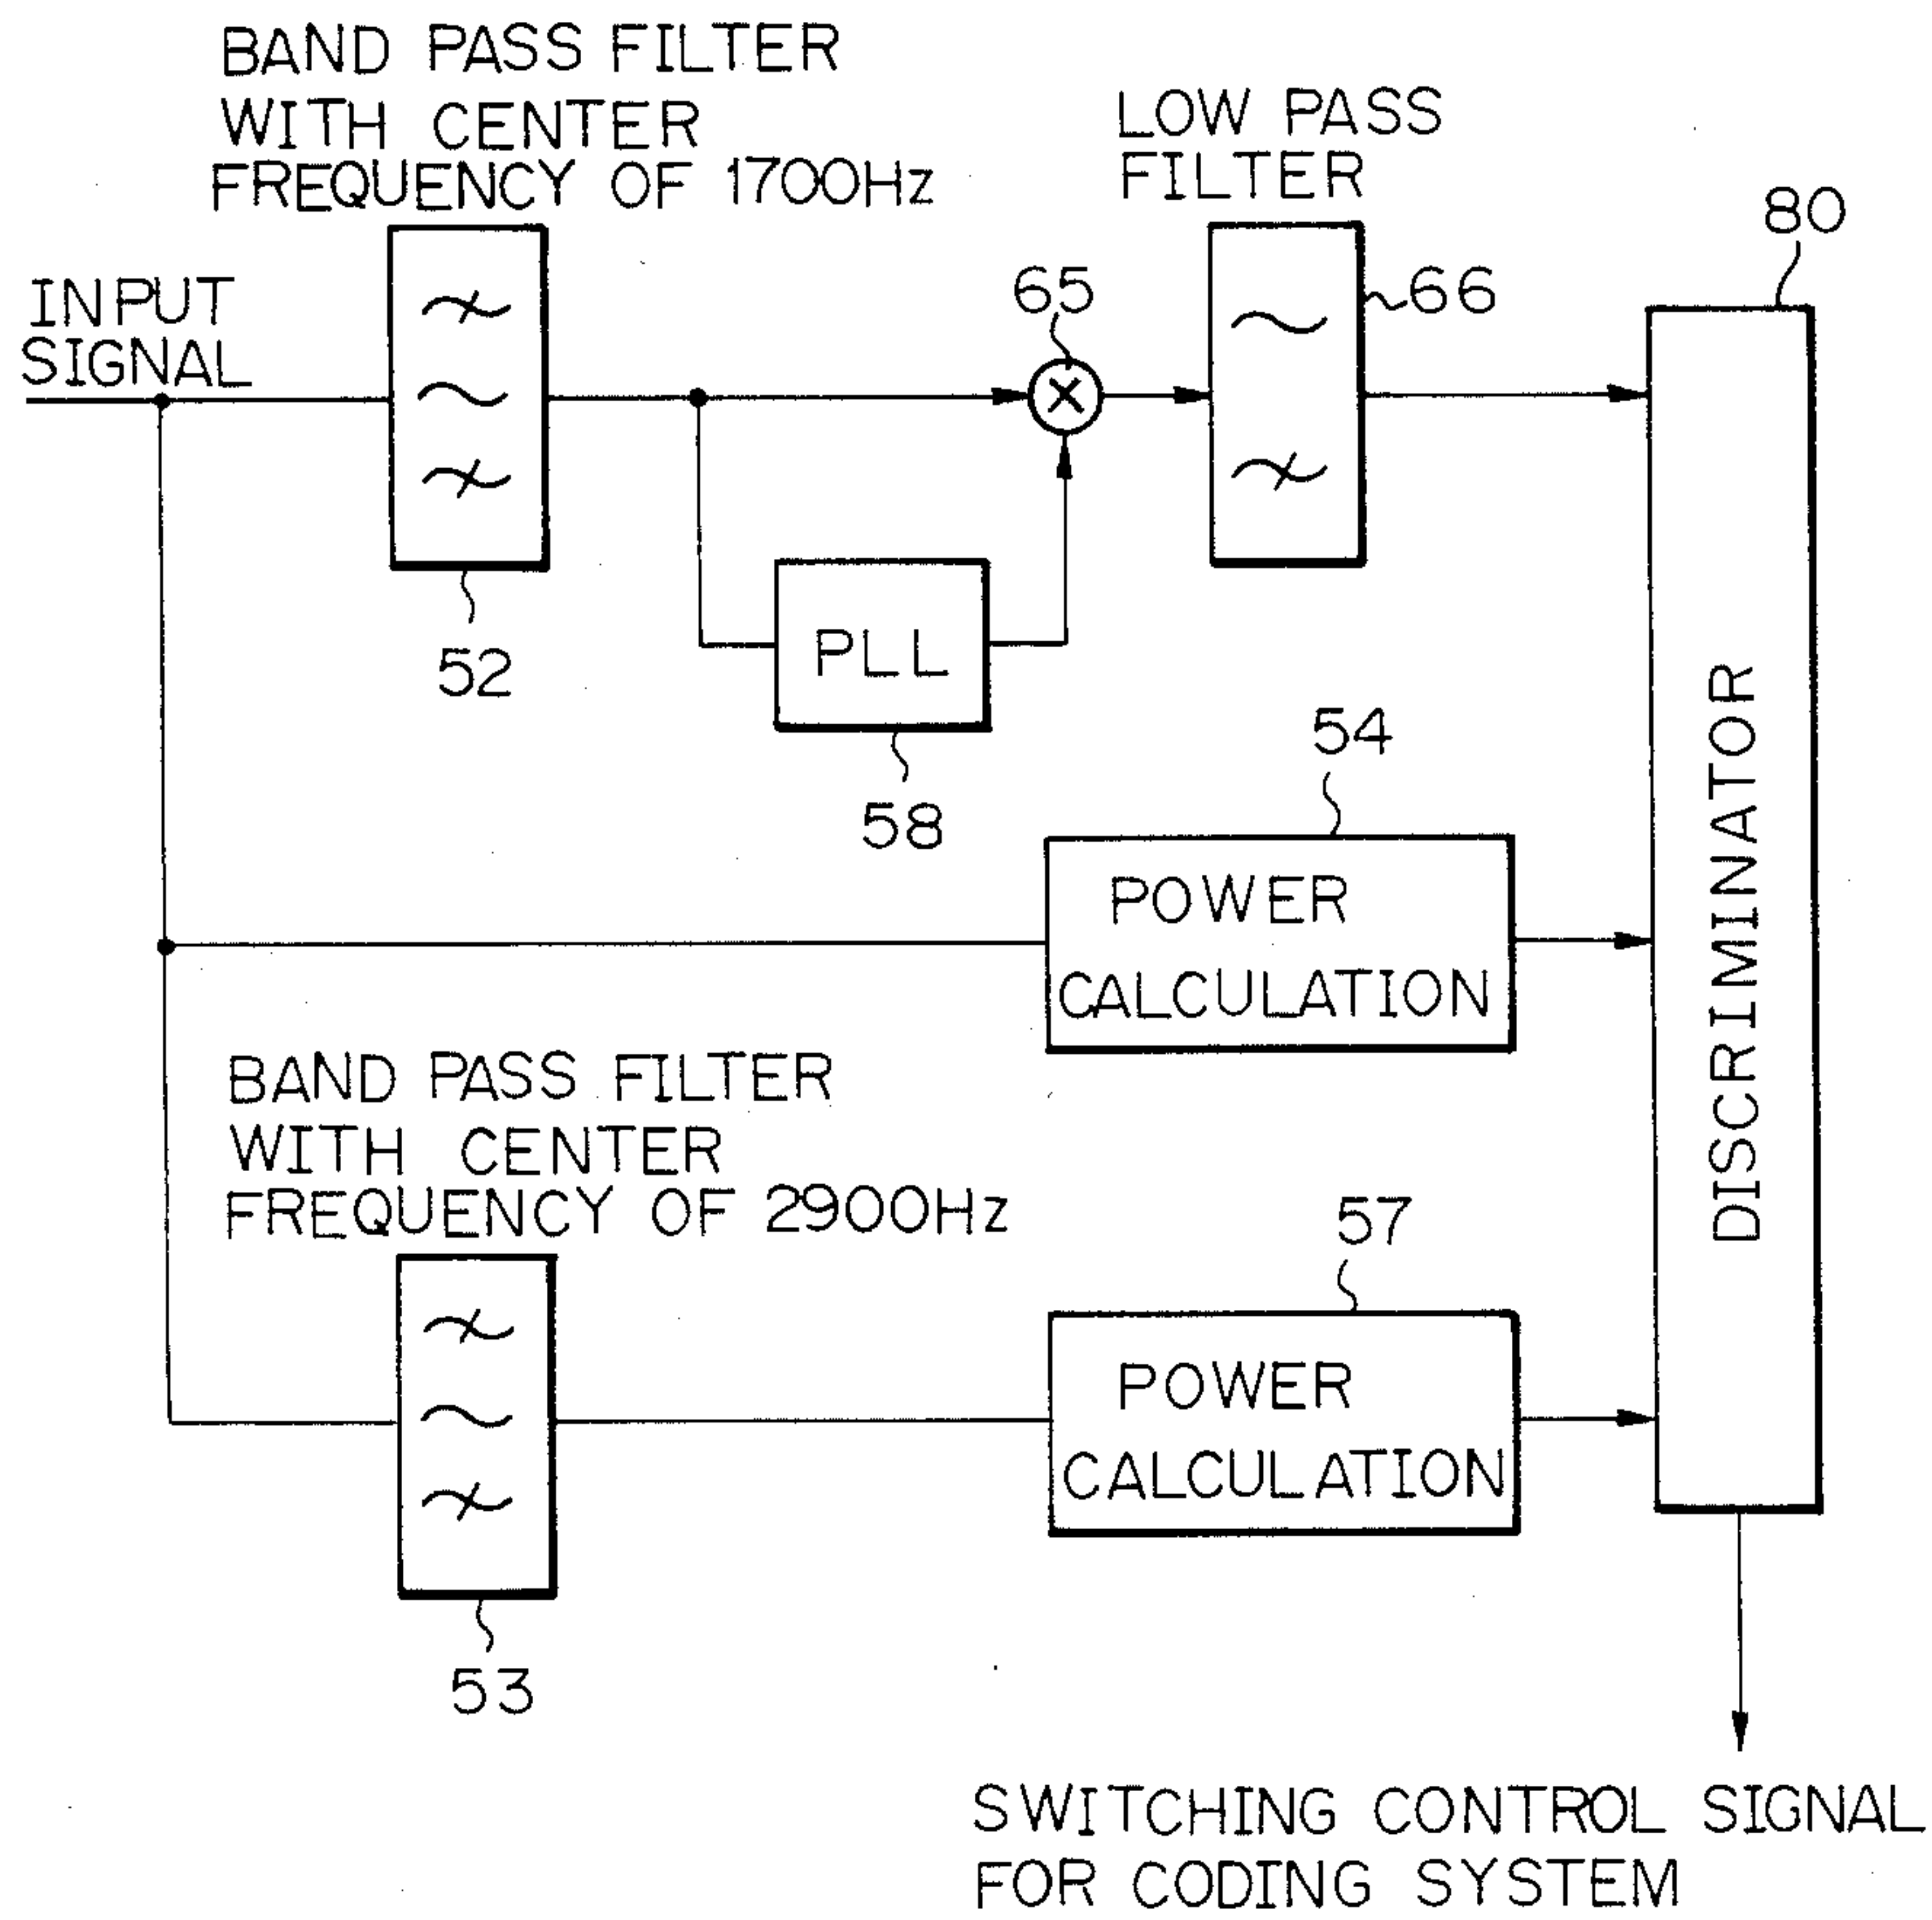 BAND PASS FILTER
WITH CENTER
FREQUENCY OF 1700Hz
LOW PASS
FILTER
80
INPUT
SIGNAL
65
66
52
PLL
58
54
POWER
CALCULATION
DISCRIMINATOR
BAND PASS FILTER
WITH CENTER
FREQUENCY OF 2900Hz
57
POWER
CALCULATION
53
SWITCHING CONTROL SIGNAL
FOR CODING SYSTEM